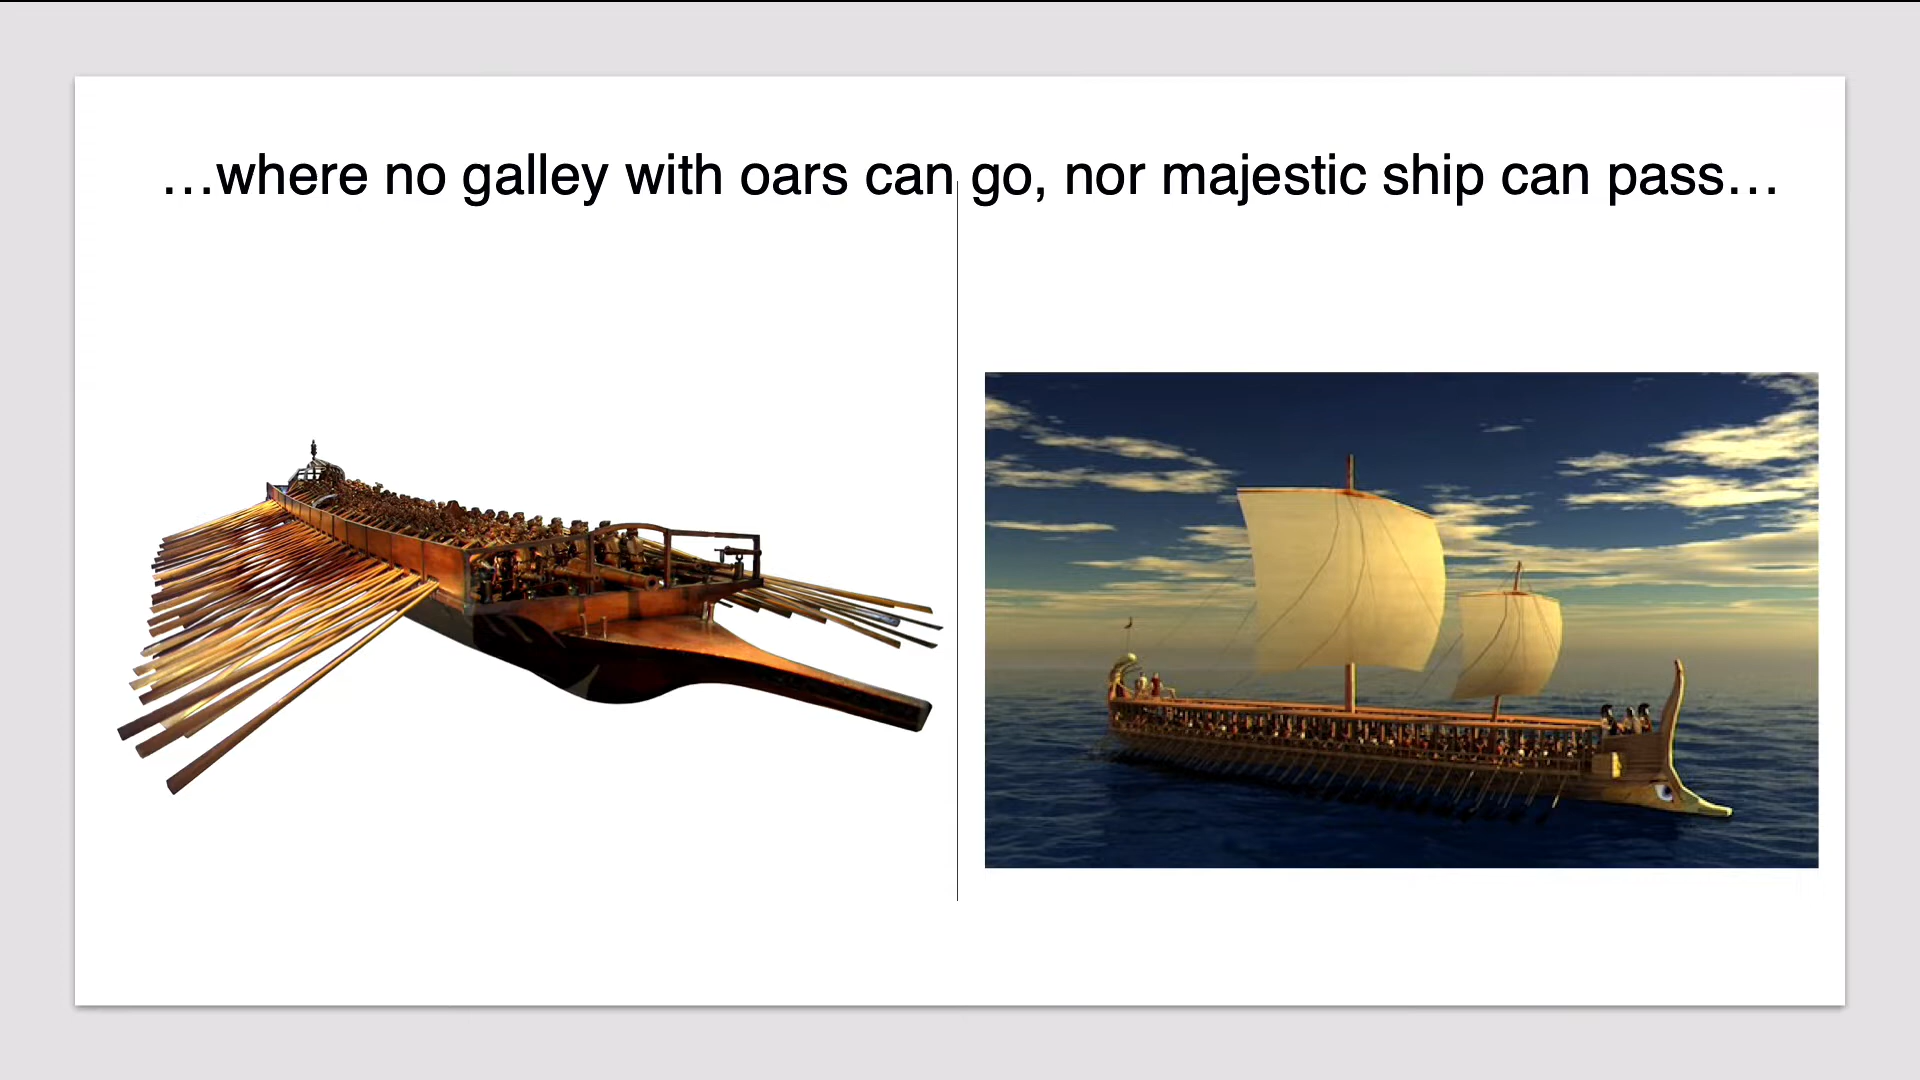 …where no galley with oars can go, nor majestic ship can pass…